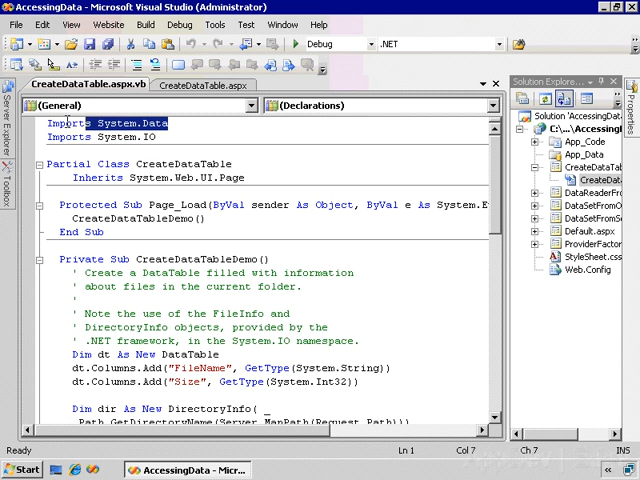 AccessingData - Microsoft Visual Studio (Administrator)
File Edit View Website Build Debug Tools Test Window Help
Debug .NET
CreateDataTable.aspx.vb CreateDataTable.aspx
(General) (Declarations)
Imports System.Data
Imports System.IO
Partial Class CreateDataTable
Inherits System.Web.UI.Page
Protected Sub Page_Load(ByVal sender As Object, ByVal e As System.E
CreateDataTableDemo()
End Sub
Private Sub CreateDataTableDemo()
' Create a DataTable filled with information
' about files in the current folder.
'
' Note the use of the FileInfo and
' DirectoryInfo objects, provided by the
' .NET framework, in the System.IO namespace.
Dim dt As New DataTable
dt.Columns.Add("FileName", GetType(System.String))
dt.Columns.Add("Size", GetType(System.Int32))
Dim dir As New DirectoryInfo( _
Path.GetDirectoryName(Server.MapPath(Request.Path)))
Server Explorer
Toolbox
Solution Explorer -
Solution 'AccessingD
C:\...\Accessing
App_Code
App_Data
CreateDataTa
CreateDat
DataReaderFro
DataSetFromO
DataSetFromS
Default.aspx
ProviderFactor
StyleSheet.css
Web.Config
Properties
Ready Ln 1 Col 7 Ch 7 INS
Start AccessingData - Micr...